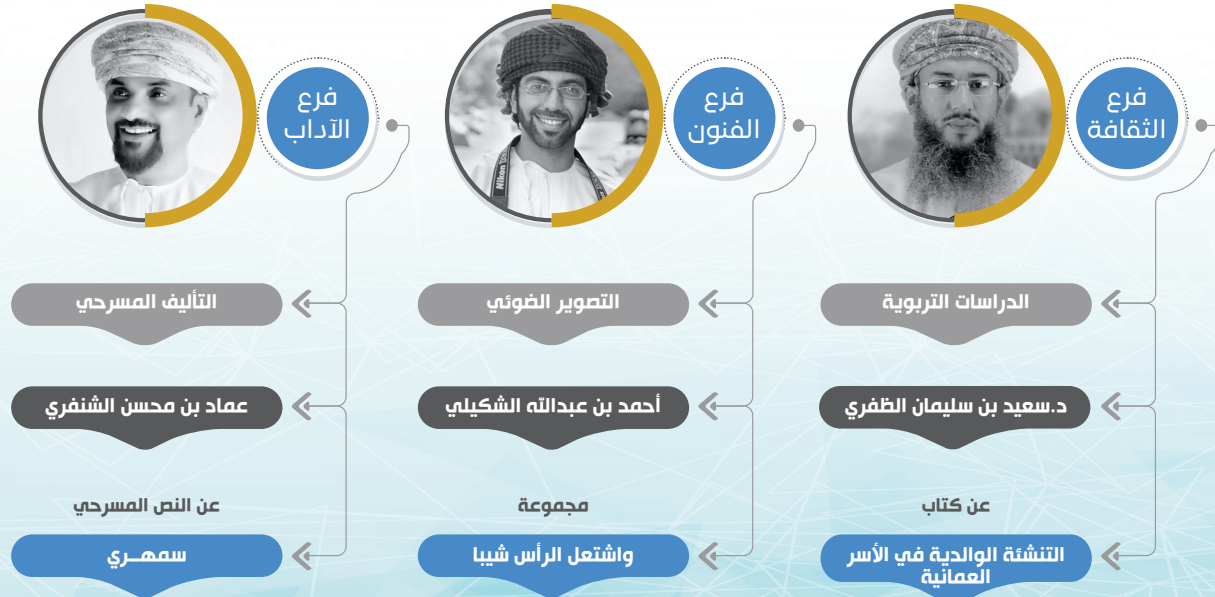 فرع
الثقافة
الدراسات التربوية
د.سعيد بن سليمان الظفري
عن كتاب
التنشئة الوالدية في الأسر
العمانية
فرع
الفنون
Nikon
التصوير الضوئي
أحمد بن عبدالله الشكيلي
مجموعة
واشتعل الرأس شيبا
فرع
الآداب
التأليف المسرحي
عماد بن محسن الشنفري
عن النص المسرحي
سمهـــري